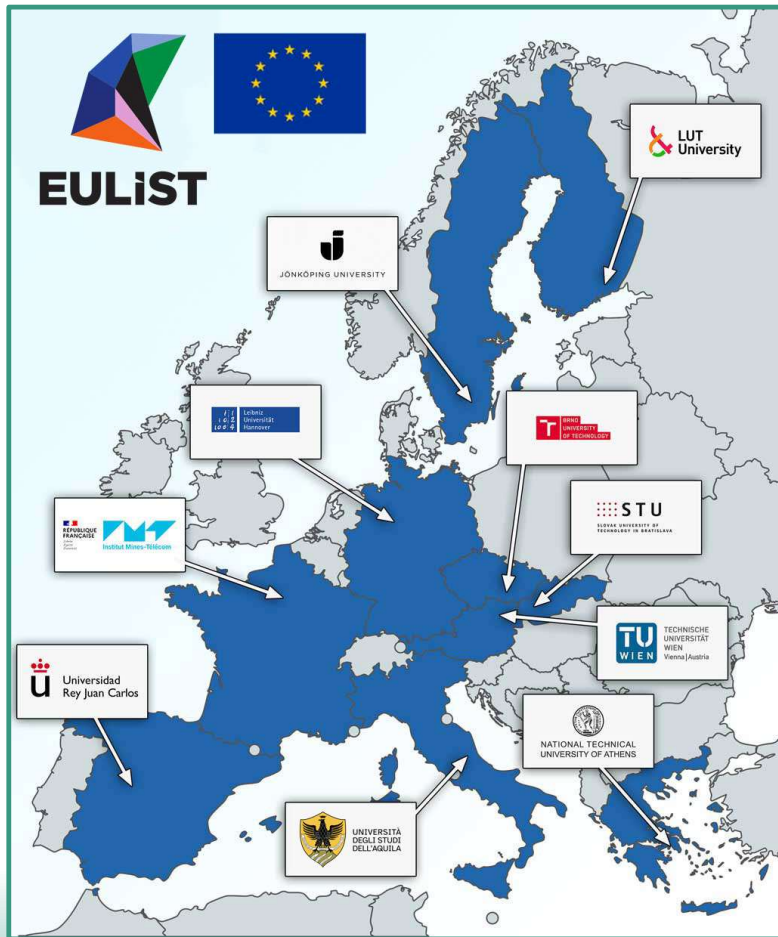 EULiST
LUT
University
JÖNKÖPING UNIVERSITY
Leibniz
Universität
Hannover
BRNO
UNIVERSITY
OF TECHNOLOGY
STU
SLOVAK UNIVERSITY OF
TECHNOLOGY IN BRATISLAVA
RÉPUBLIQUE
FRANÇAISE
Institut Mines-Télécom
TU
WIEN
TECHNISCHE
UNIVERSITÄT
WIEN
Vienna | Austria
Universidad
Rey Juan Carlos
NATIONAL TECHNICAL
UNIVERSITY OF ATHENS
UNIVERSITÀ
DEGLI STUDI
DELL'AQUILA